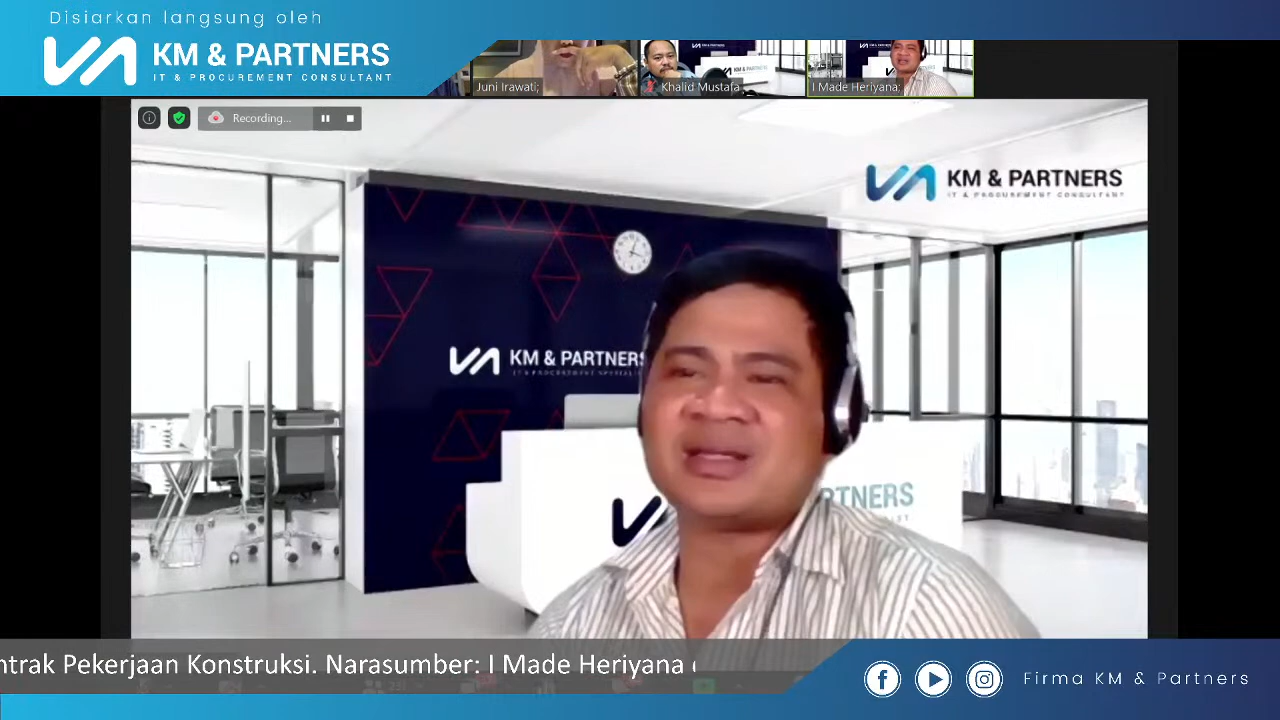 Disiarkan langsung oleh
KM & PARTNERS
IT & PROCUREMENT CONSULTANT
Juni Irawati;
Khalid Mustafa
I Made Heriyana;
Recording...
KM & PARTNERS
IT & PROCUREMENT CONSULTANT
KM & PARTNERS
RTNERS
ntrak Pekerjaan Konstruksi. Narasumber: I Made Heriyana
Firma KM & Partners